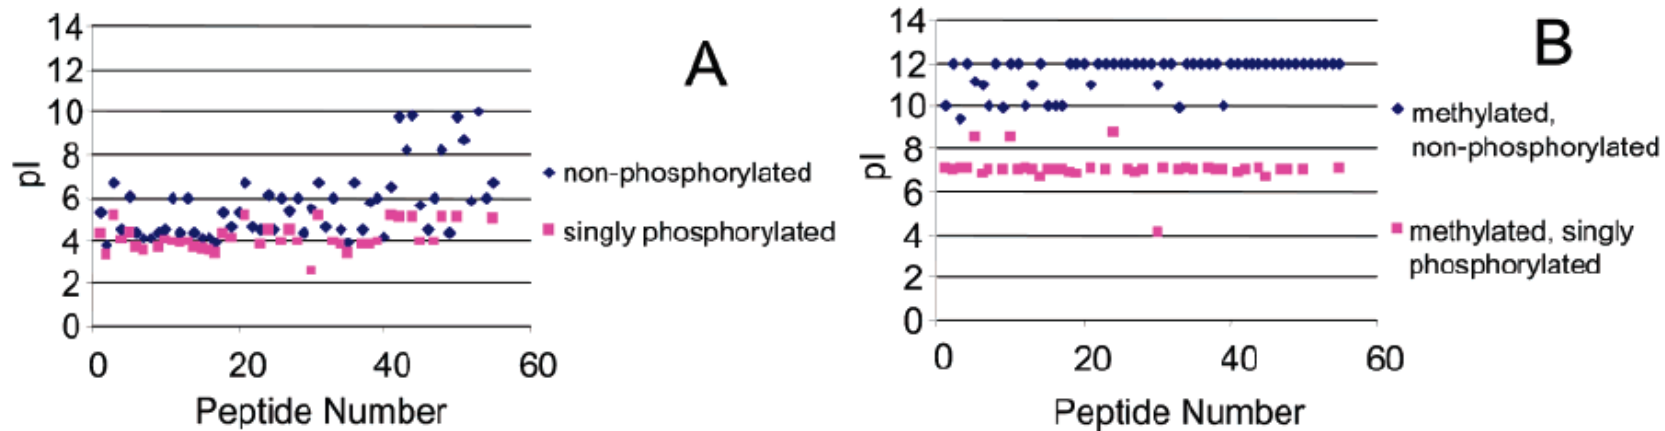 A
14
12
10
8
6
4
2
0
pI
0 20 40 60
Peptide Number
non-phosphorylated
singly phosphorylated
B
14
12
10
8
6
4
2
0
pI
0 20 40 60
Peptide Number
methylated,
non-phosphorylated
methylated, singly
phosphorylated